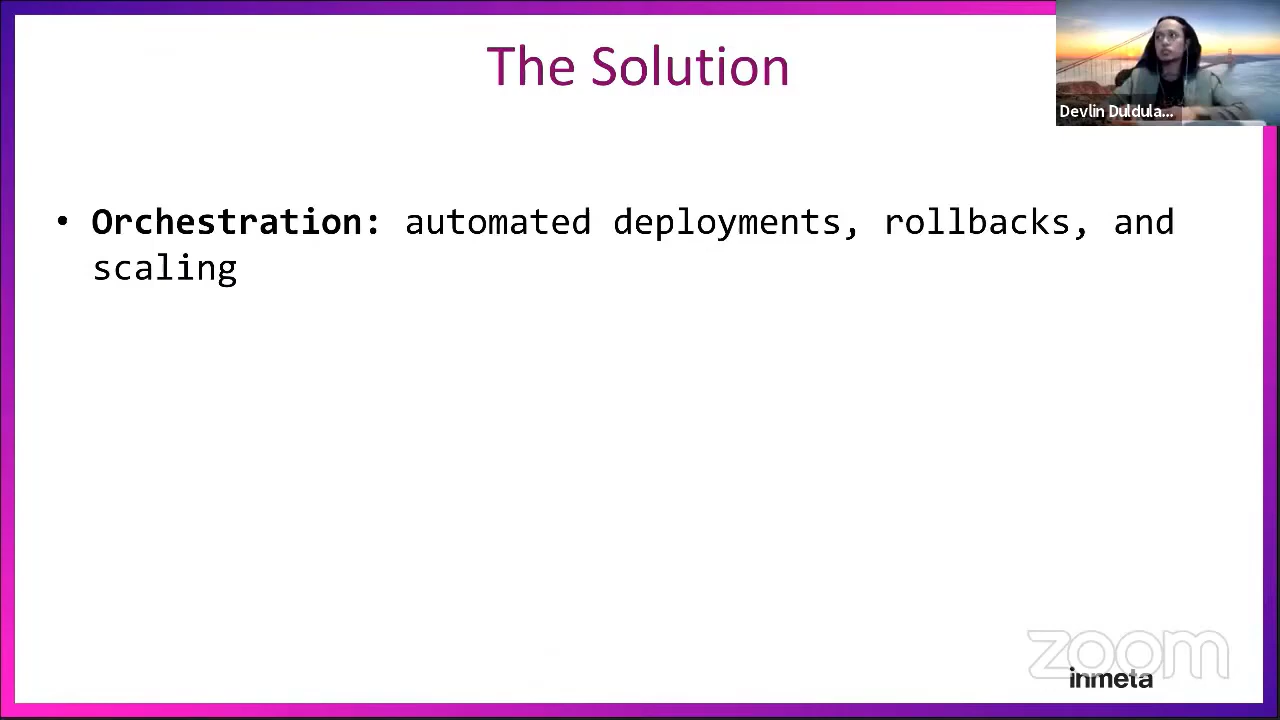 The Solution
Devlin Duldula...
• Orchestration: automated deployments, rollbacks, and
scaling
zoom
inmeta